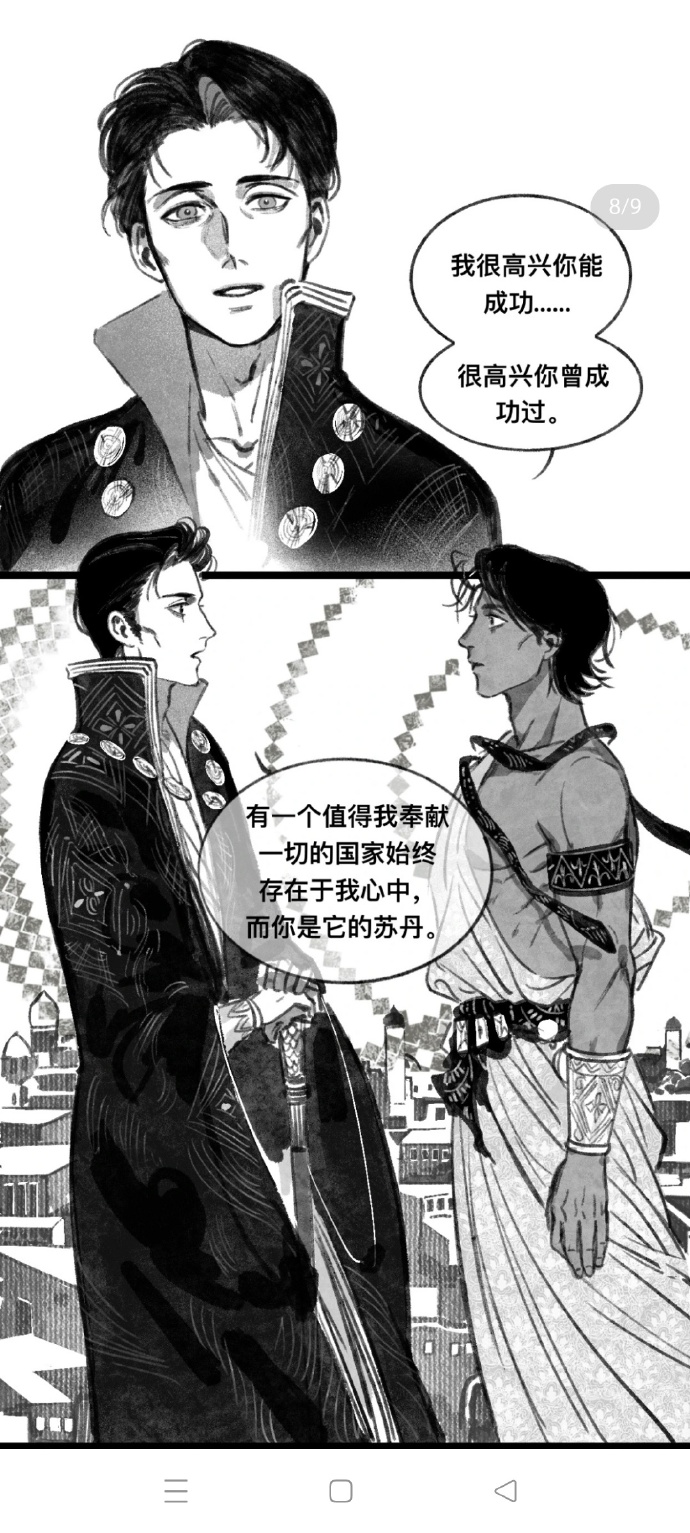 8/9
我很高兴你能
成功......
很高兴你曾成
功过。
有一个值得我奉献
一切的国家始终
存在于我心中，
而你是它的苏丹。